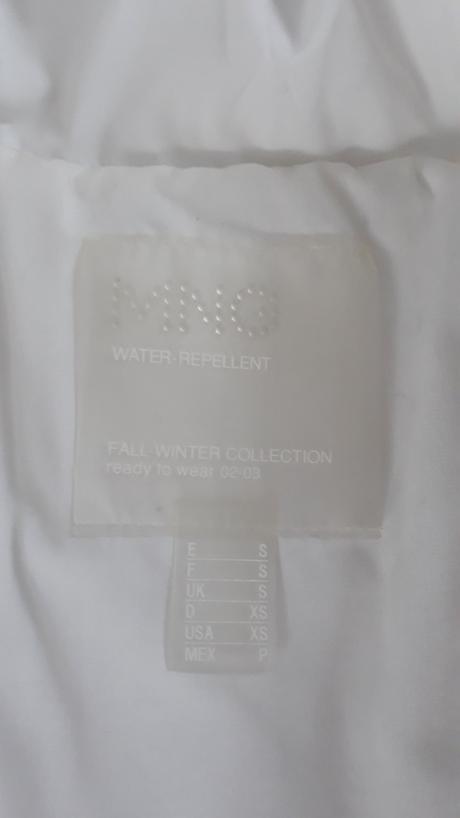 MNG
WATER-REPELLENT
FALL-WINTER COLLECTION
ready to wear 02-03
E S
F S
UK S
D XS
USA XS
MEX P